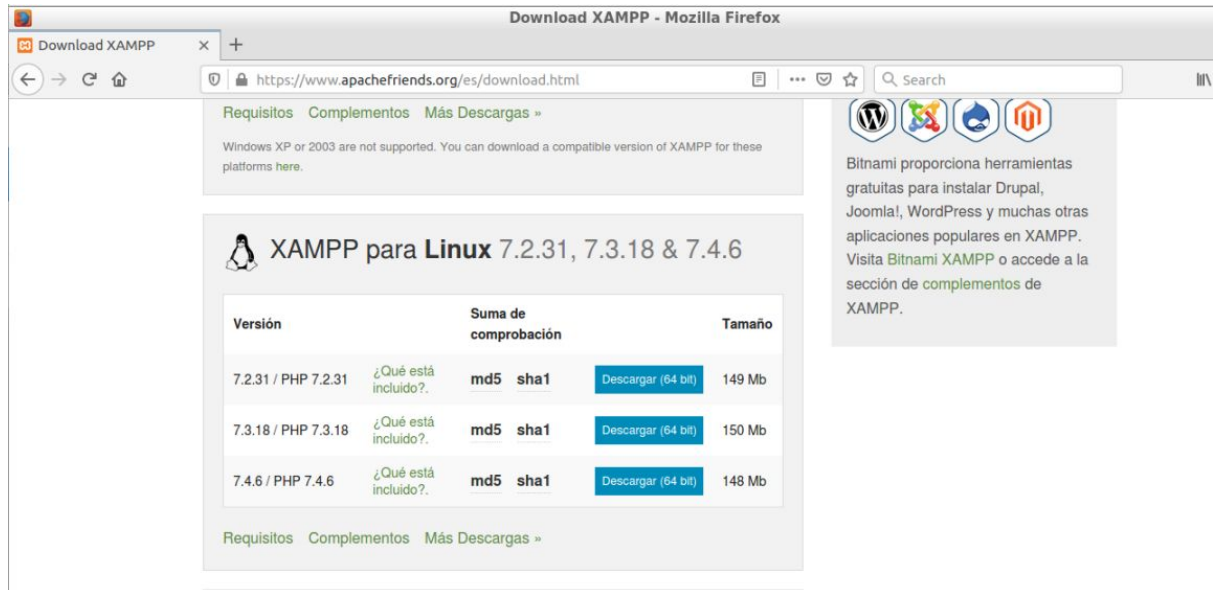 Download XAMPP - Mozilla Firefox
Download XAMPP
https://www.apachefriends.org/es/download.html
Search
Requisitos Complementos Más Descargas »
Windows XP or 2003 are not supported. You can download a compatible version of XAMPP for these
platforms here.
XAMPP para Linux 7.2.31, 7.3.18 & 7.4.6
Versión Suma de comprobación Tamaño
7.2.31 / PHP 7.2.31 ¿Qué está incluido?. md5 sha1 Descargar (64 bit) 149 Mb
7.3.18 / PHP 7.3.18 ¿Qué está incluido?. md5 sha1 Descargar (64 bit) 150 Mb
7.4.6 / PHP 7.4.6 ¿Qué está incluido?. md5 sha1 Descargar (64 bit) 148 Mb
Requisitos Complementos Más Descargas »
Bitnami proporciona herramientas
gratuitas para instalar Drupal,
Joomla!, WordPress y muchas otras
aplicaciones populares en XAMPP.
Visita Bitnami XAMPP o accede a la
sección de complementos de
XAMPP.